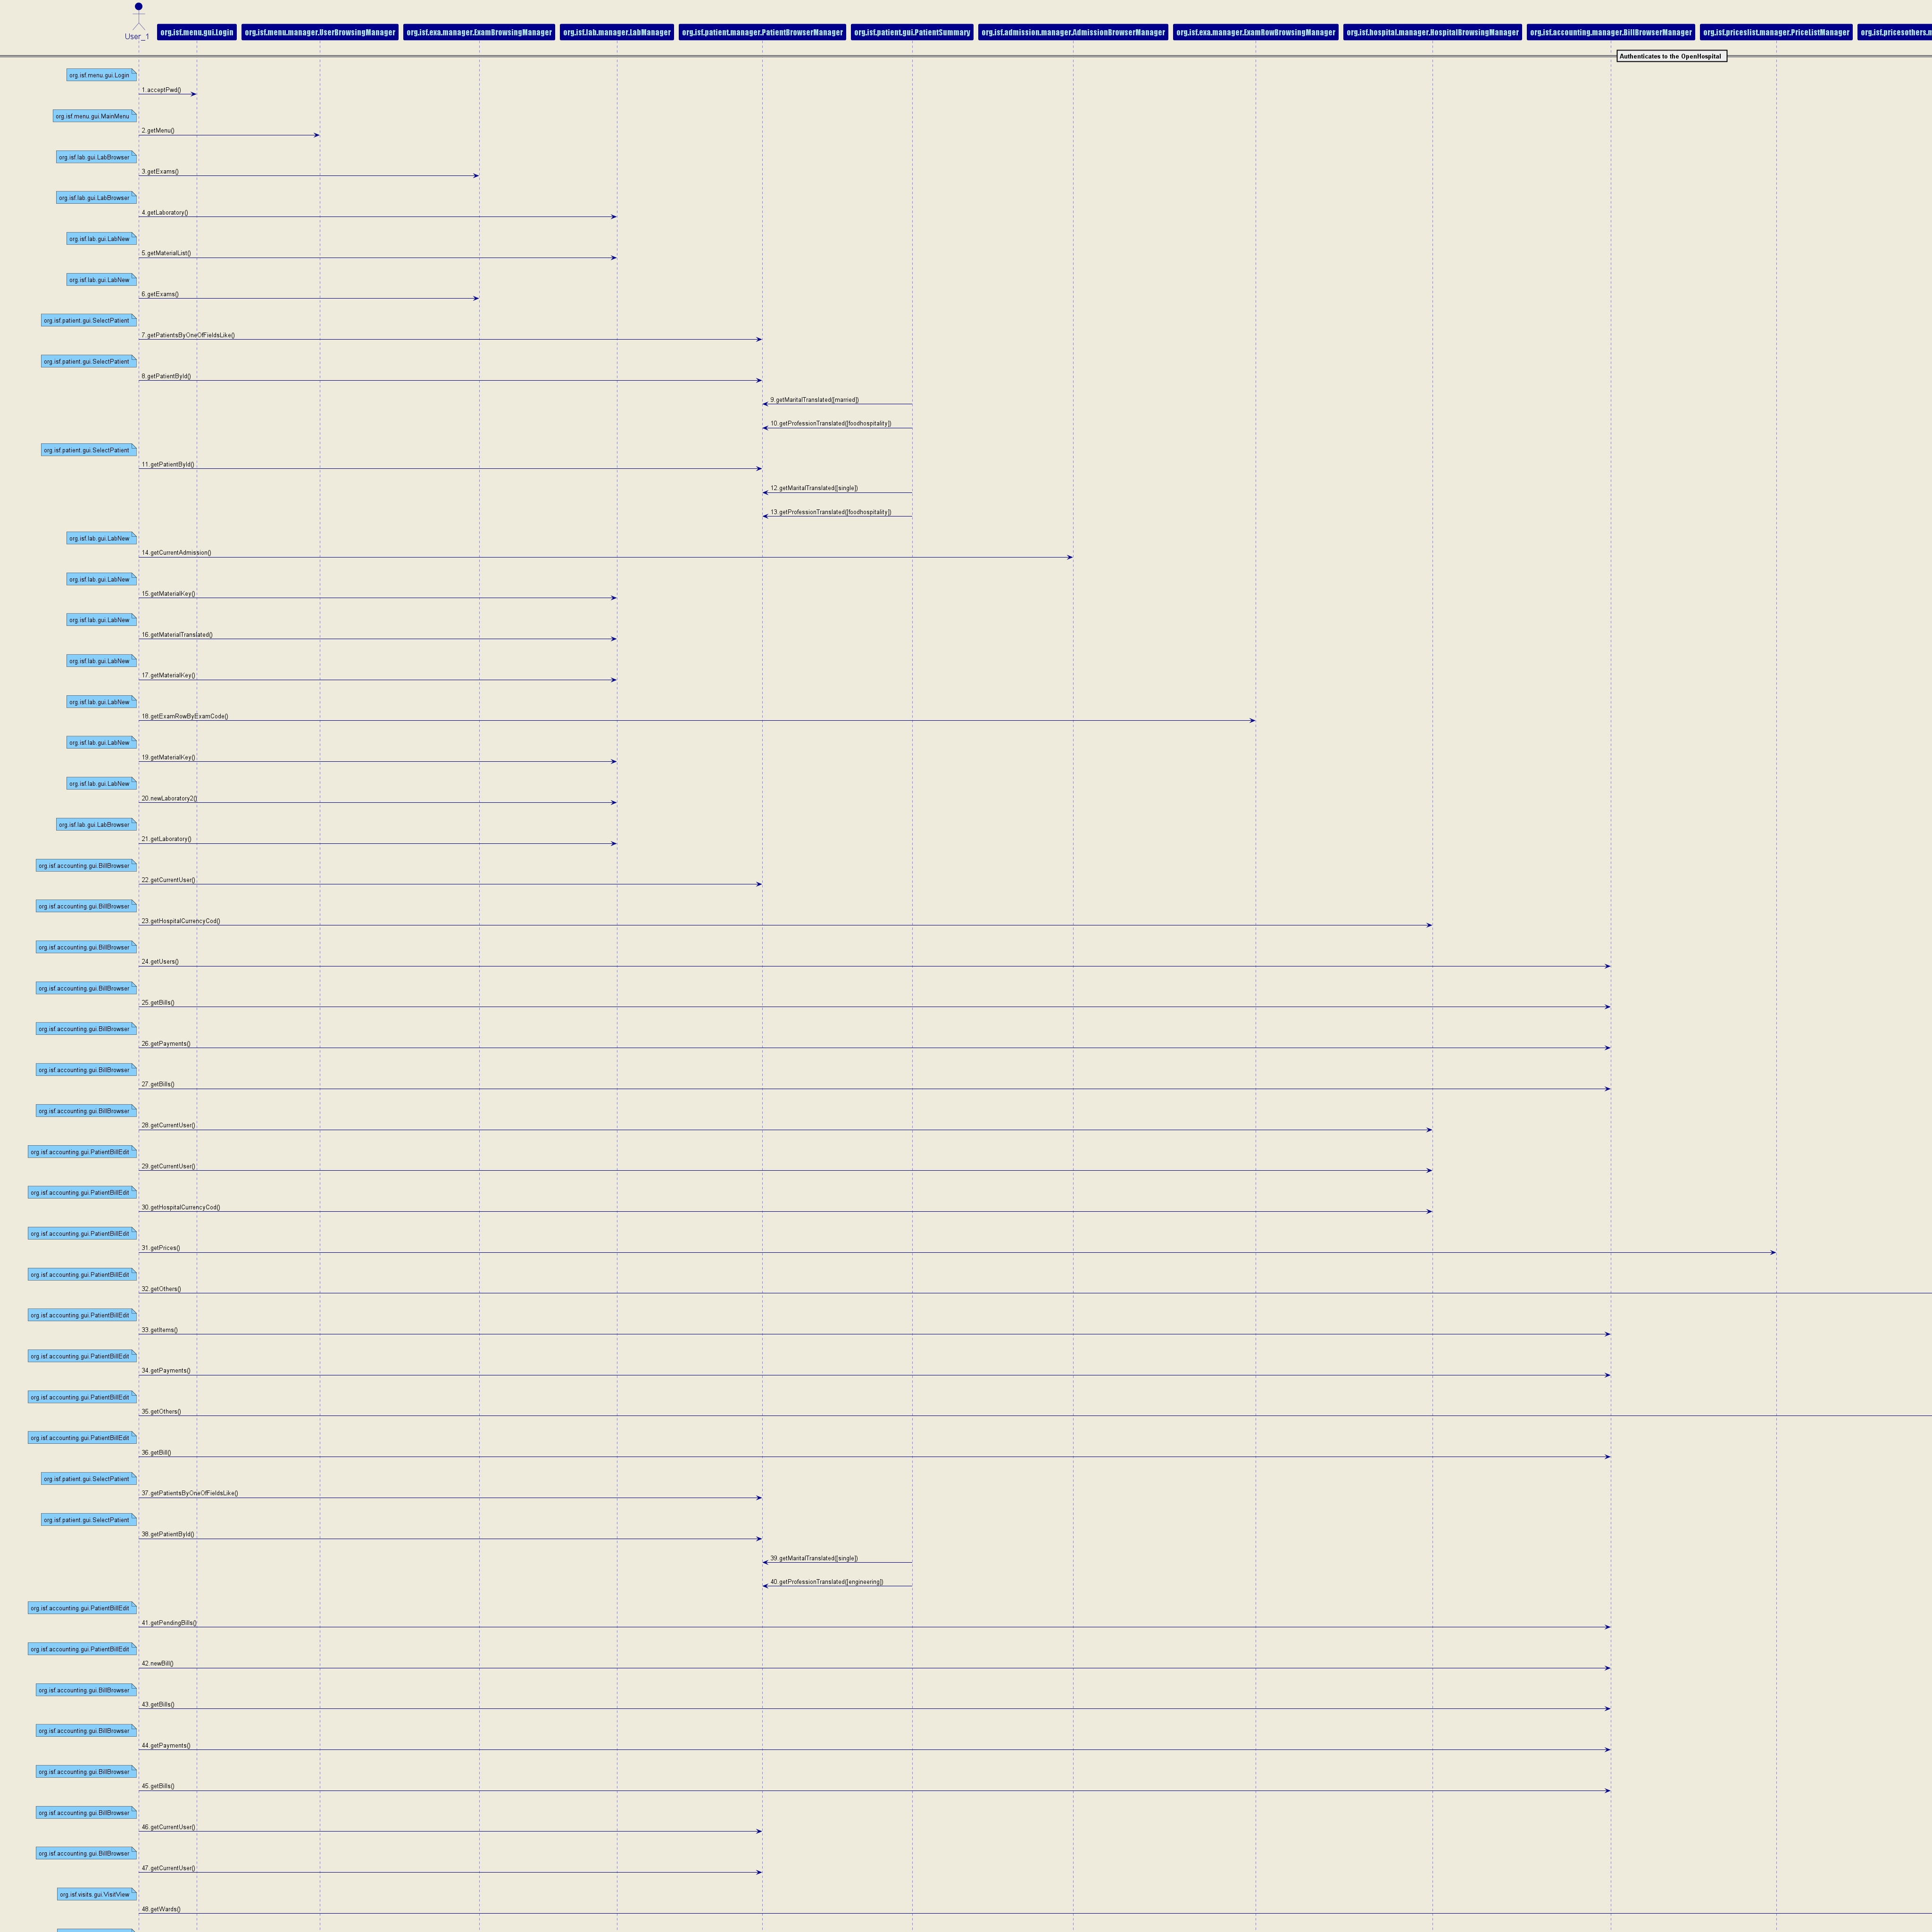 User_1
org.isf.menu.gui.Login
org.isf.menu.manager.UserBrowsingManager
org.isf.exa.manager.ExamBrowsingManager
org.isf.lab.manager.LabManager
org.isf.patient.manager.PatientBrowserManager
org.isf.patient.gui.PatientSummary
org.isf.admission.manager.AdmissionBrowserManager
org.isf.exa.manager.ExamRowBrowsingManager
org.isf.hospital.manager.HospitalBrowsingManager
org.isf.accounting.manager.BillBrowserManager
org.isf.priceslist.manager.PriceListManager
org.isf.pricesothers.m
Authenticates to the OpenHospital
org.isf.menu.gui.Login
1.acceptPwd()
org.isf.menu.gui.MainMenu
2.getMenu()
org.isf.lab.gui.LabBrowser
3.getExams()
org.isf.lab.gui.LabBrowser
4.getLaboratory()
org.isf.lab.gui.LabNew
5.getMaterialList()
org.isf.lab.gui.LabNew
6.getExams()
org.isf.patient.gui.SelectPatient
7.getPatientsByOneOfFieldsLike()
org.isf.patient.gui.SelectPatient
8.getPatientById()
9.getMaritalTranslated([married])
10.getProfessionTranslated([foodhospitality])
org.isf.patient.gui.SelectPatient
11.getPatientById()
12.getMaritalTranslated([single])
13.getProfessionTranslated([foodhospitality])
org.isf.lab.gui.LabNew
14.getCurrentAdmission()
org.isf.lab.gui.LabNew
15.getMaterialKey()
org.isf.lab.gui.LabNew
16.getMaterialTranslated()
org.isf.lab.gui.LabNew
17.getMaterialKey()
org.isf.lab.gui.LabNew
18.getExamRowByExamCode()
org.isf.lab.gui.LabNew
19.getMaterialKey()
org.isf.lab.gui.LabNew
20.newLaboratory2()
org.isf.lab.gui.LabBrowser
21.getLaboratory()
org.isf.accounting.gui.BillBrowser
22.getCurrentUser()
org.isf.accounting.gui.BillBrowser
23.getHospitalCurrencyCod()
org.isf.accounting.gui.BillBrowser
24.getUsers()
org.isf.accounting.gui.BillBrowser
25.getBills()
org.isf.accounting.gui.BillBrowser
26.getPayments()
org.isf.accounting.gui.BillBrowser
27.getBills()
org.isf.accounting.gui.BillBrowser
28.getCurrentUser()
org.isf.accounting.gui.PatientBillEdit
29.getCurrentUser()
org.isf.accounting.gui.PatientBillEdit
30.getHospitalCurrencyCod()
org.isf.accounting.gui.PatientBillEdit
31.getPrices()
org.isf.accounting.gui.PatientBillEdit
32.getOthers()
org.isf.accounting.gui.PatientBillEdit
33.getItems()
org.isf.accounting.gui.PatientBillEdit
34.getPayments()
org.isf.accounting.gui.PatientBillEdit
35.getOthers()
org.isf.accounting.gui.PatientBillEdit
36.getBill()
org.isf.patient.gui.SelectPatient
37.getPatientsByOneOfFieldsLike()
org.isf.patient.gui.SelectPatient
38.getPatientById()
39.getMaritalTranslated([single])
40.getProfessionTranslated([engineering])
org.isf.accounting.gui.PatientBillEdit
41.getPendingBills()
org.isf.accounting.gui.PatientBillEdit
42.newBill()
org.isf.accounting.gui.BillBrowser
43.getBills()
org.isf.accounting.gui.BillBrowser
44.getPayments()
org.isf.accounting.gui.BillBrowser
45.getBills()
org.isf.accounting.gui.BillBrowser
46.getCurrentUser()
org.isf.accounting.gui.BillBrowser
47.getCurrentUser()
org.isf.visits.gui.VisitView
48.getWards()